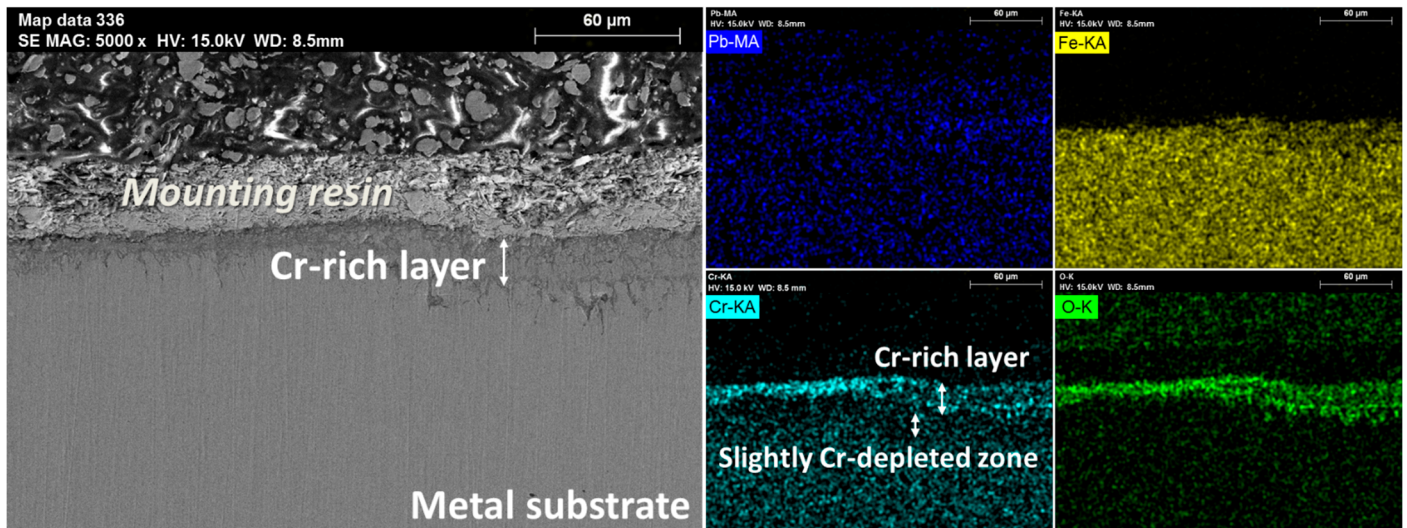 Map data 336
SE MAG: 5000 x HV: 15.0kV WD: 8.5mm
60 µm
Mounting resin
Cr-rich layer
Metal substrate
Pb-MA
HV: 15.0kV WD: 8.5mm
60 µm
Pb-MA
Fe-KA
HV: 15.0kV WD: 8.5mm
60 µm
Fe-KA
Cr-KA
HV: 15.0 kV WD: 8.5 mm
60 µm
Cr-KA
Cr-rich layer
Slightly Cr-depleted zone
O-K
HV: 15.0kV WD: 8.5mm
60 µm
O-K